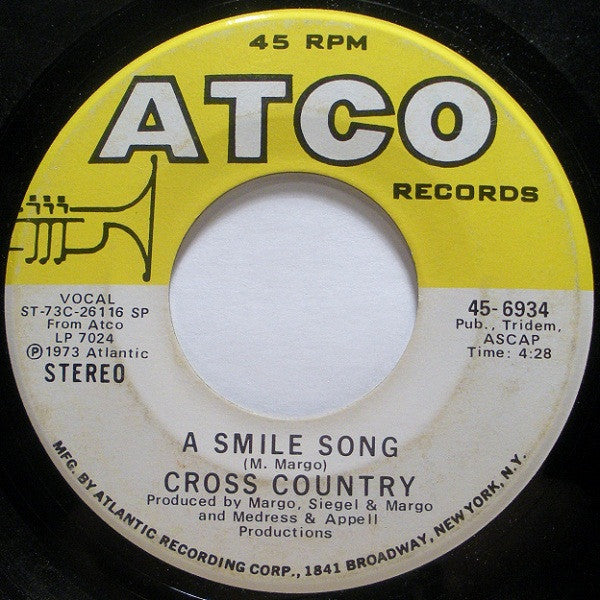 45 RPM
ATCO
RECORDS
VOCAL
ST-73C-26116 SP
From Atco
LP 7024
Ⓟ1973 Atlantic
STEREO
45-6934
Pub., Tridem,
ASCAP
Time: 4:28
A SMILE SONG
(M. Margo)
CROSS COUNTRY
Produced by Margo, Siegel & Margo
and Medress & Appell
Productions
MFG. BY ATLANTIC RECORDING CORP., 1841 BROADWAY, NEW YORK, N.Y.